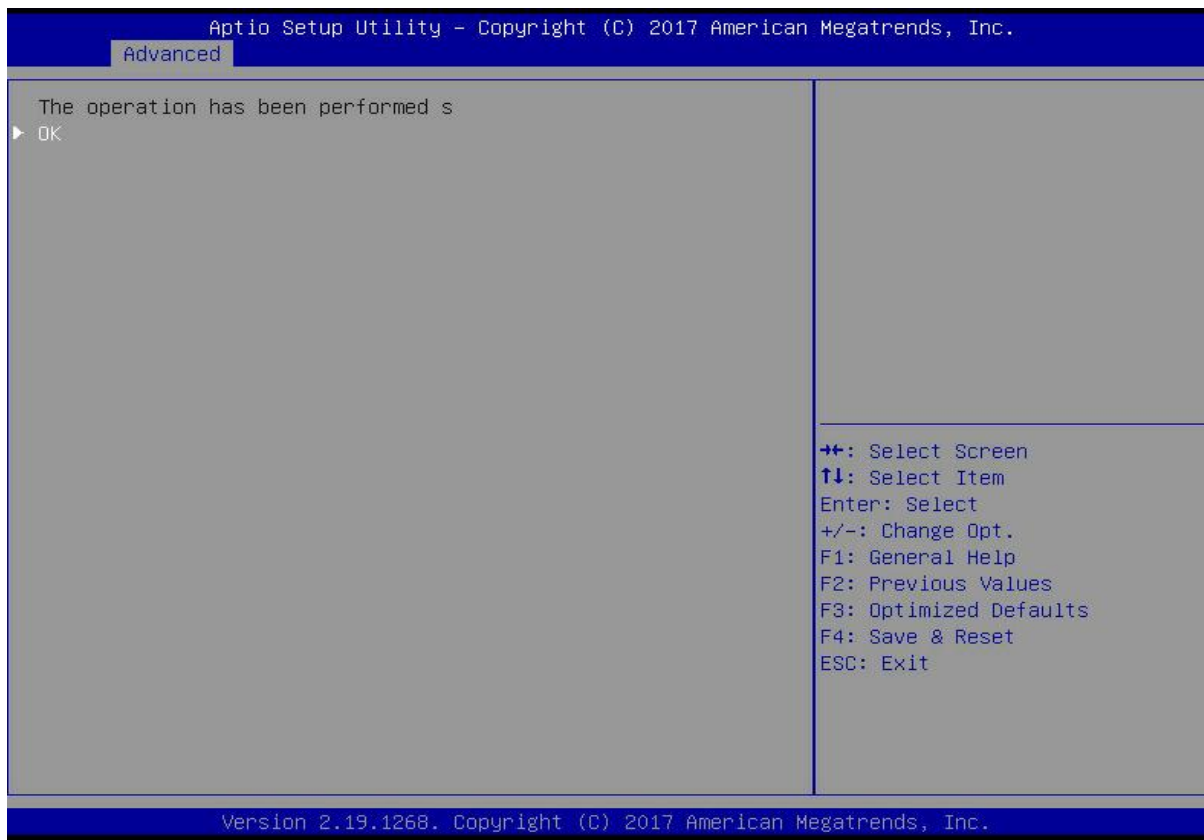 Aptio Setup Utility – Copyright (C) 2017 American Megatrends, Inc.
Advanced
The operation has been performed s
▶ OK
→←: Select Screen
↑↓: Select Item
Enter: Select
+/-: Change Opt.
F1: General Help
F2: Previous Values
F3: Optimized Defaults
F4: Save & Reset
ESC: Exit
Version 2.19.1268. Copyright (C) 2017 American Megatrends, Inc.